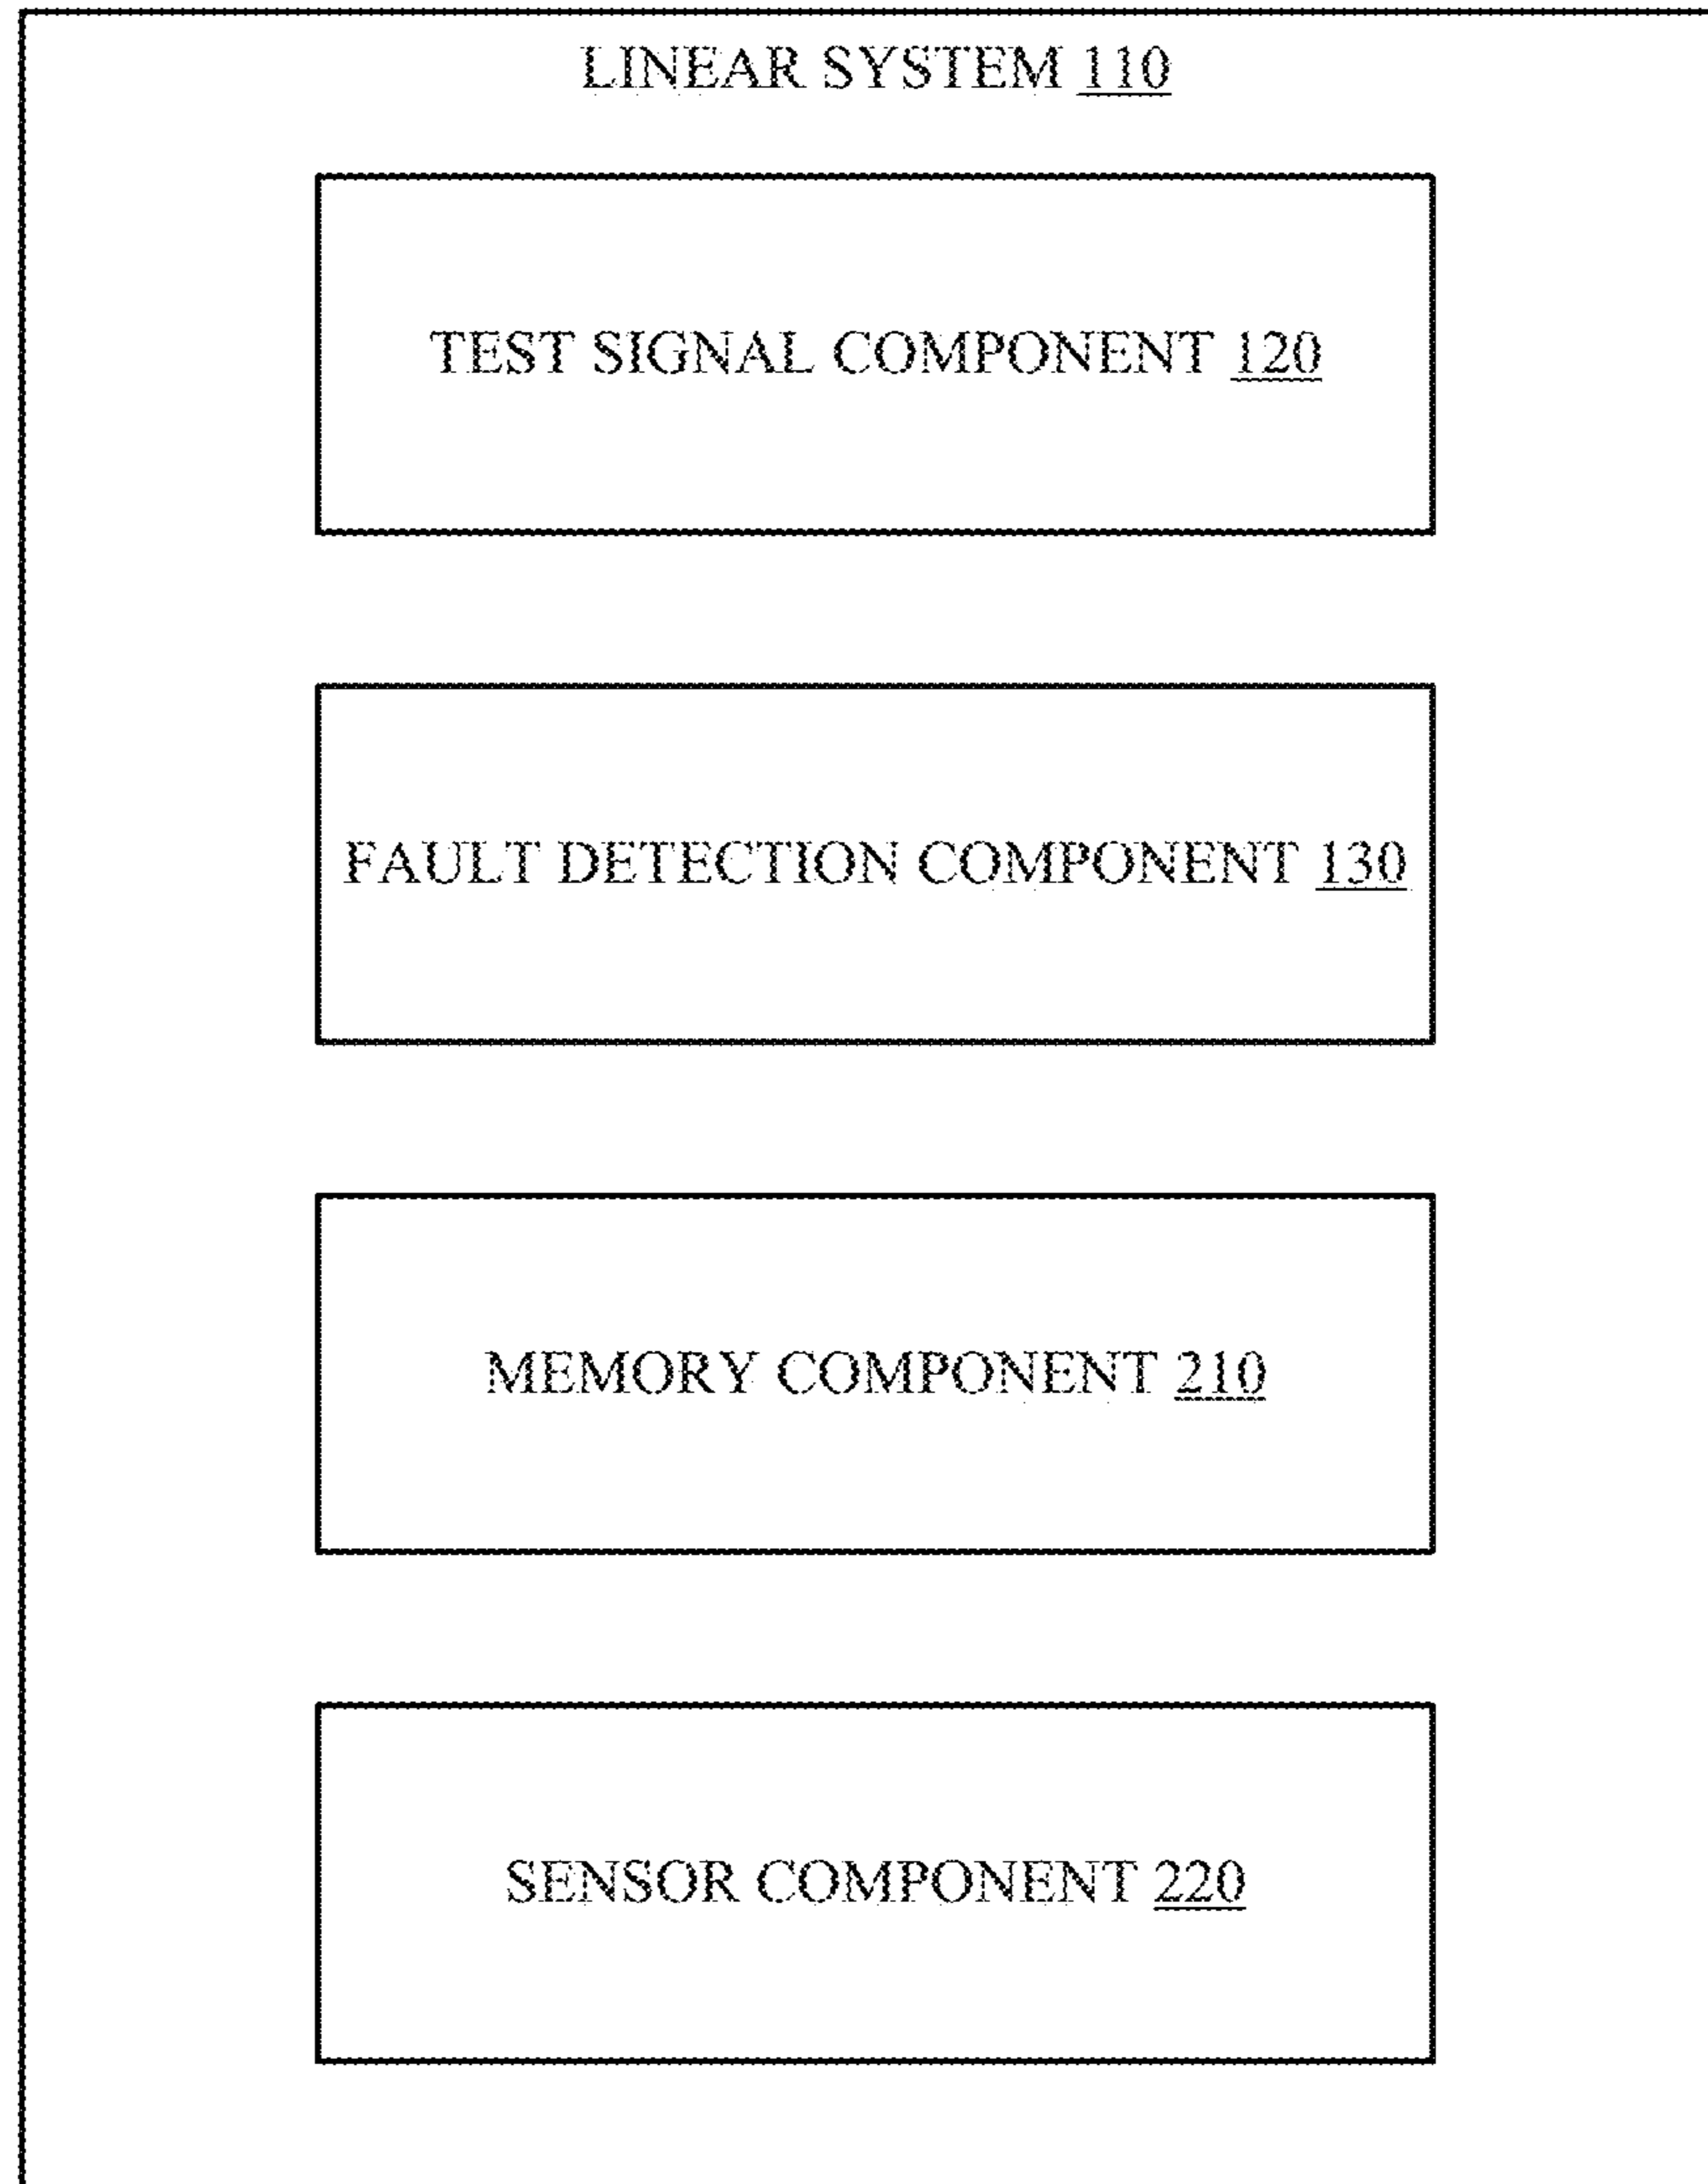 LINEAR SYSTEM 110
TEST SIGNAL COMPONENT 120
FAULT DETECTION COMPONENT 130
MEMORY COMPONENT 210
SENSOR COMPONENT 220